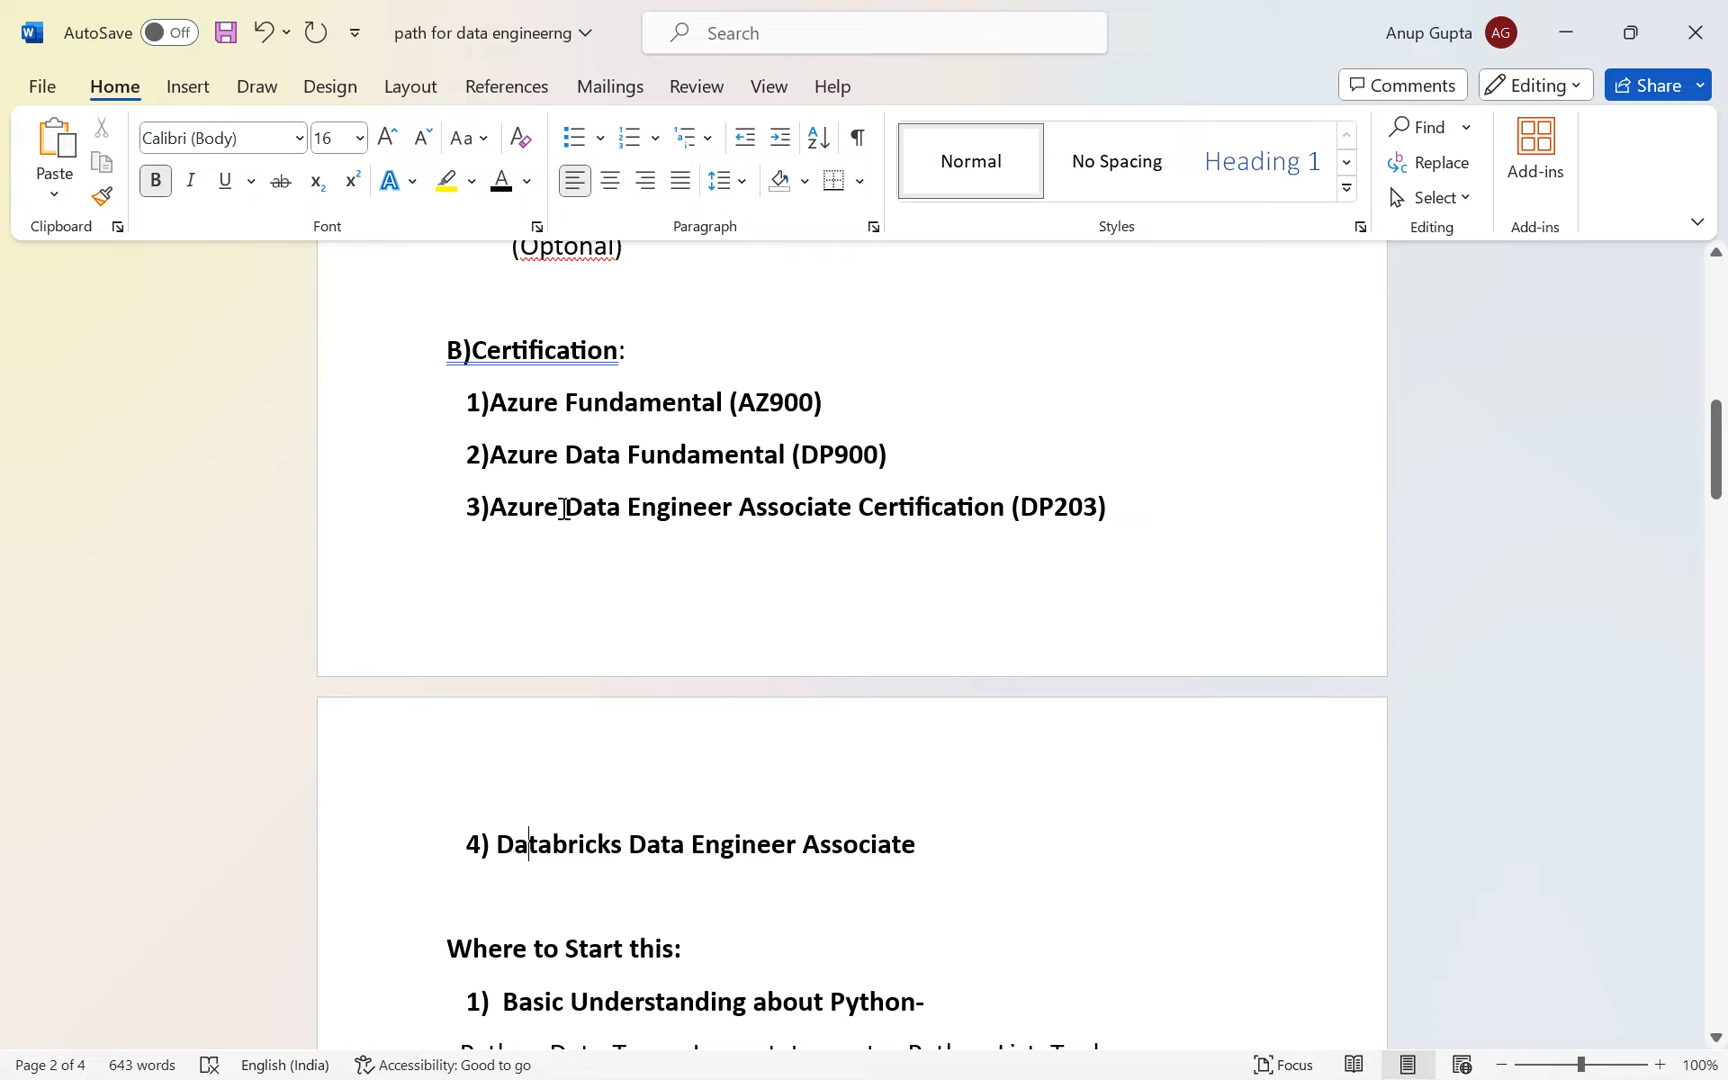 AutoSave Off path for data engineerng Search Anup Gupta AG
File Home Insert Draw Design Layout References Mailings Review View Help Comments Editing Share
Paste Calibri (Body) 16 Aa Normal No Spacing Heading 1 Find Replace Select Add-ins
Clipboard Font Paragraph Styles Editing Add-ins
(Optonal)
B)Certification:
1)Azure Fundamental (AZ900)
2)Azure Data Fundamental (DP900)
3)Azure Data Engineer Associate Certification (DP203)
4) Databricks Data Engineer Associate
Where to Start this:
1) Basic Understanding about Python-
Page 2 of 4 643 words English (India) Accessibility: Good to go Focus 100%